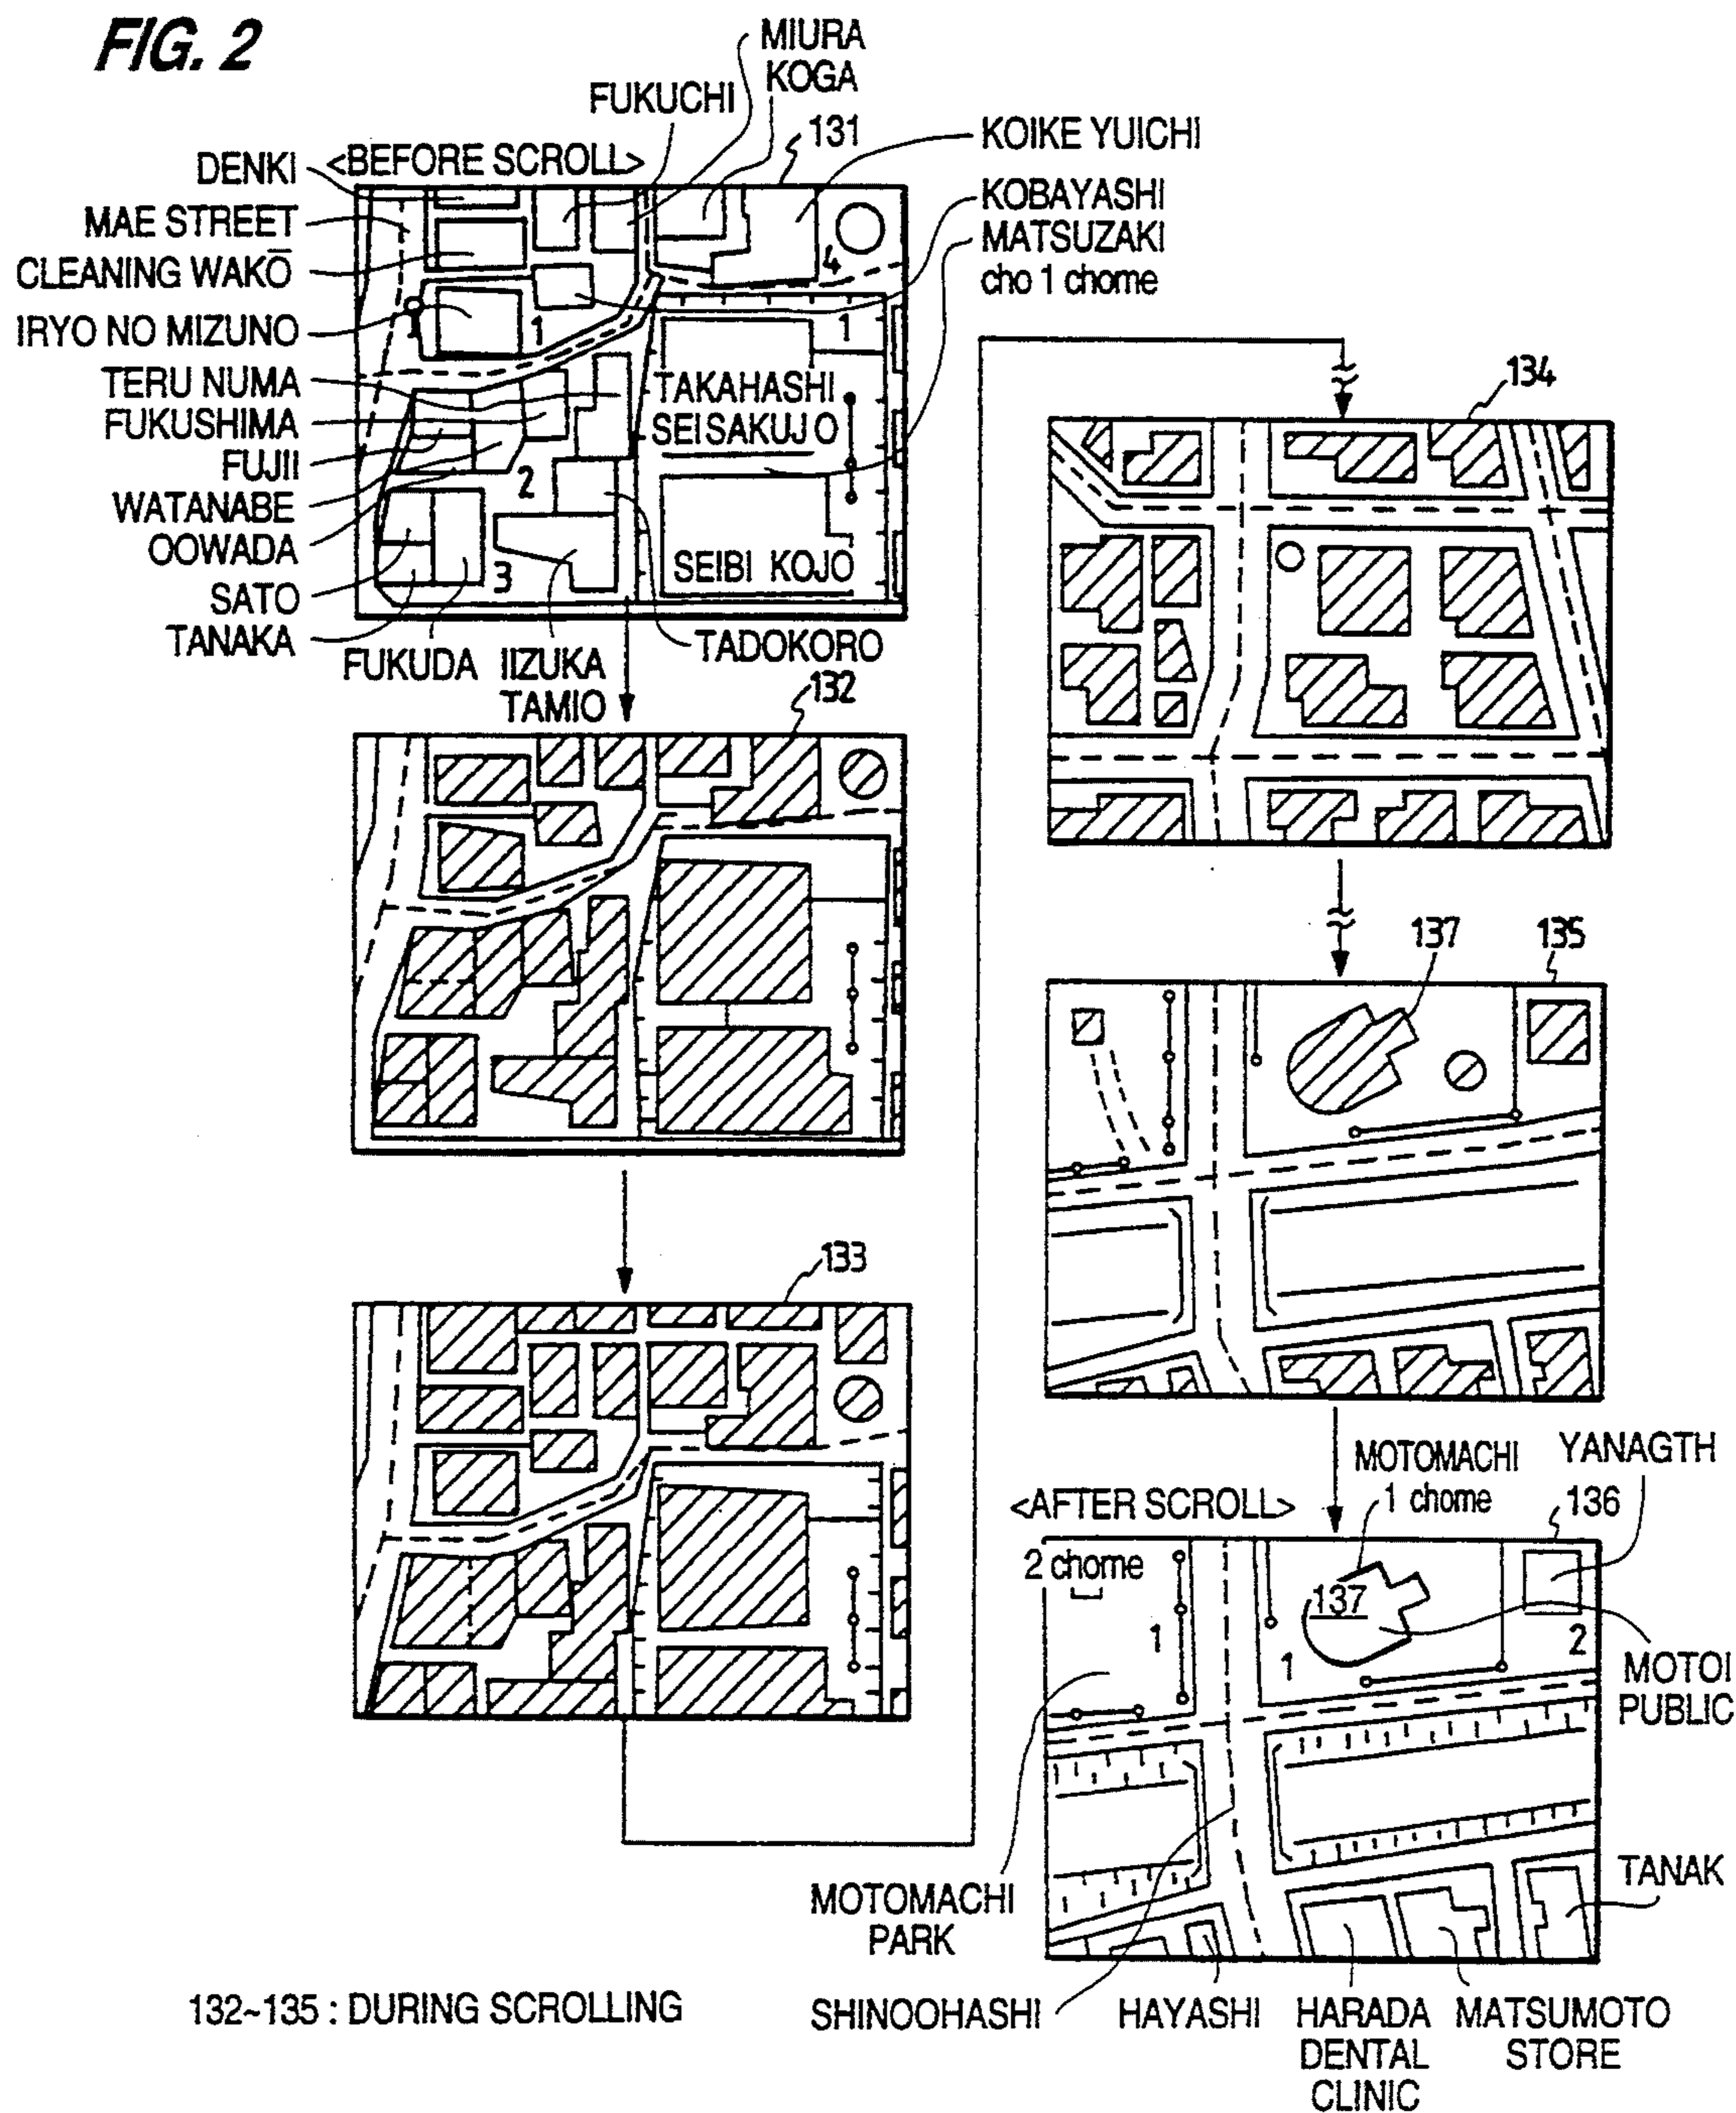 FIG. 2
MIURA
KOGA
FUKUCHI
131
KOIKE YUICHI
<BEFORE SCROLL>
DENKI
MAE STREET
CLEANING WAKŌ
IRYO NO MIZUNO
TERU NUMA
FUKUSHIMA
FUJII
WATANABE
OOWADA
SATO
TANAKA
FUKUDA
IIZUKA
TAMIO
TADOKORO
KOBAYASHI
MATSUZAKI
cho 1 chome
4
1
1
TAKAHASHI
SEISAKUJO
2
3
SEIBI KOJO
132
133
134
137
135
<AFTER SCROLL>
MOTOMACHI
1 chome
YANAGTH
136
2 chome
137
1
1
2
MOTOI
PUBLIC
TANAK
MOTOMACHI
PARK
SHINOOHASHI
HAYASHI
HARADA
DENTAL
CLINIC
MATSUMOTO
STORE
132~135 : DURING SCROLLING